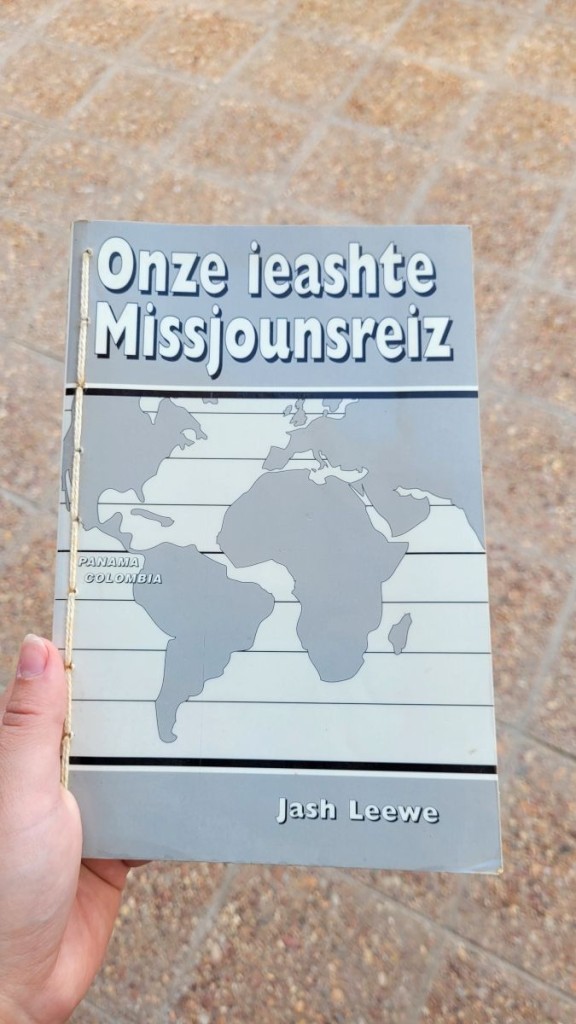 Onze ieashte
Missjounsreiz
PANAMA
COLOMBIA
Jash Leewe